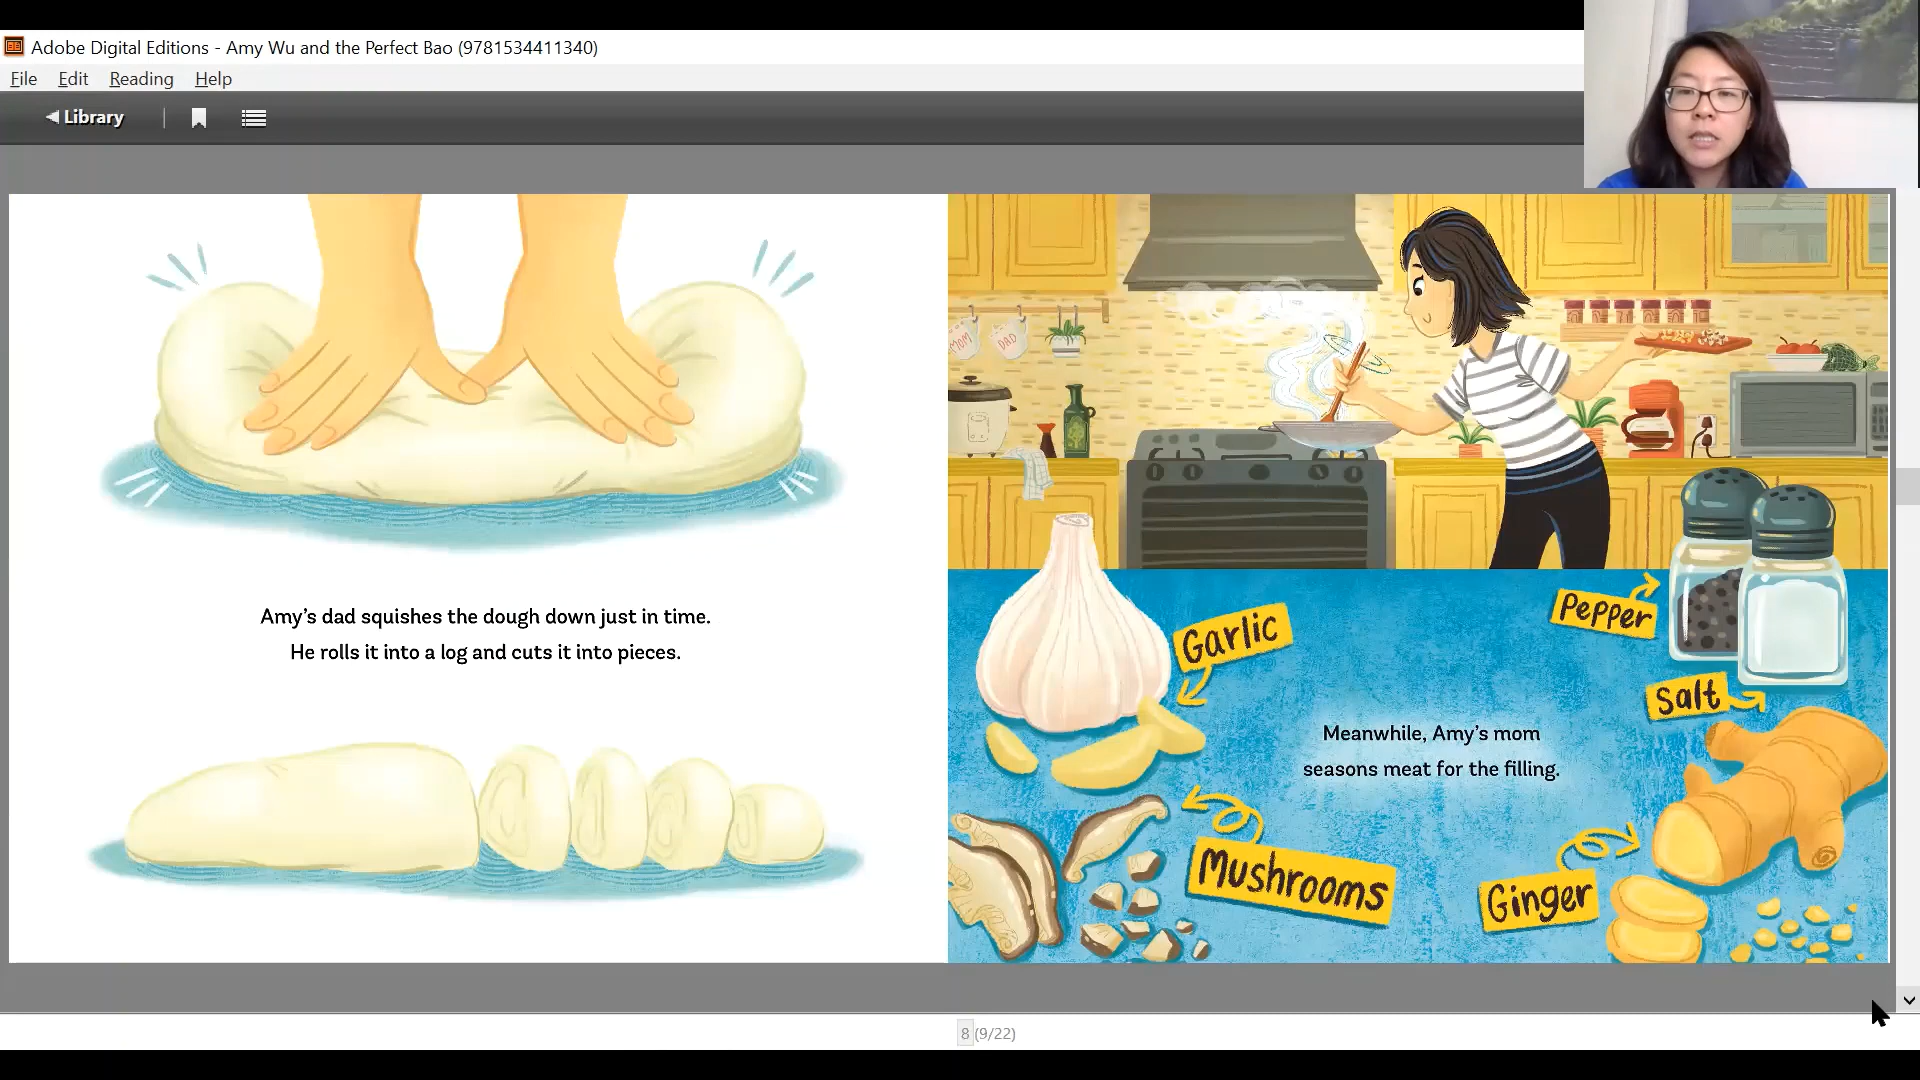 Adobe Digital Editions - Amy Wu and the Perfect Bao (9781534411340)
File Edit Reading Help
Library
Amy's dad squishes the dough down just in time.
He rolls it into a log and cuts it into pieces.
MOM
DAD
Garlic
Pepper
Salt
Meanwhile, Amy's mom
seasons meat for the filling.
Mushrooms
Ginger
8 (9/22)